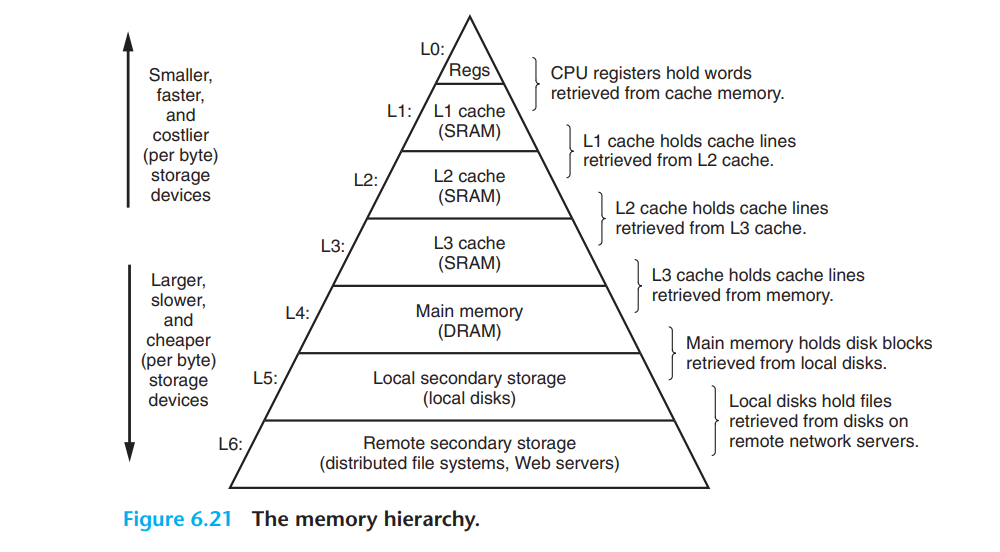 Smaller,
faster,
and
costlier
(per byte)
storage
devices
Larger,
slower,
and
cheaper
(per byte)
storage
devices
L0:
Regs
L1:
L1 cache
(SRAM)
L2:
L2 cache
(SRAM)
L3:
L3 cache
(SRAM)
L4:
Main memory
(DRAM)
L5:
Local secondary storage
(local disks)
L6:
Remote secondary storage
(distributed file systems, Web servers)
CPU registers hold words
retrieved from cache memory.
L1 cache holds cache lines
retrieved from L2 cache.
L2 cache holds cache lines
retrieved from L3 cache.
L3 cache holds cache lines
retrieved from memory.
Main memory holds disk blocks
retrieved from local disks.
Local disks hold files
retrieved from disks on
remote network servers.
Figure 6.21 The memory hierarchy.